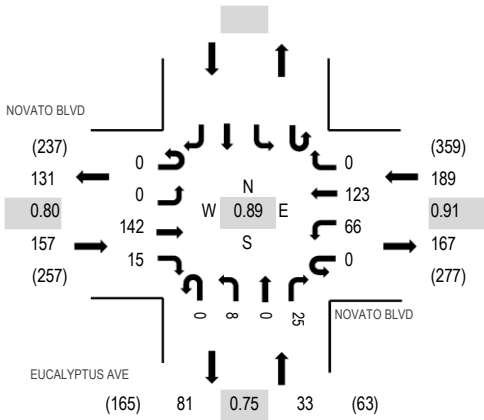 NOVATO BLVD
(237)
0
0
(359)
131
0
123
189
0.80
N
W 0.89 E
S
0.91
142
66
157
15
0
167
(257)
(277)
0 8 0 25
NOVATO BLVD
EUCALYPTUS AVE
(165) 81 0.75 33 (63)